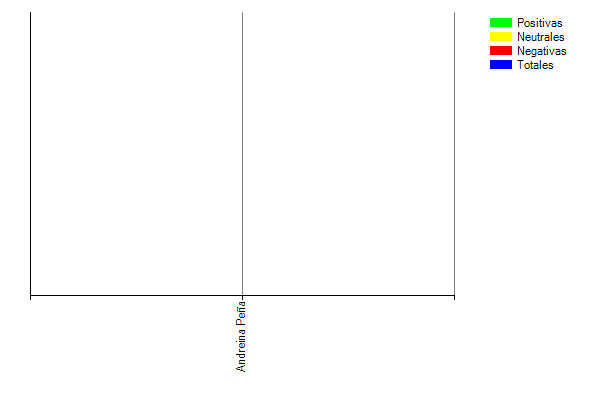 Positivas
Neutrales
Negativas
Totales
Andreina Peña